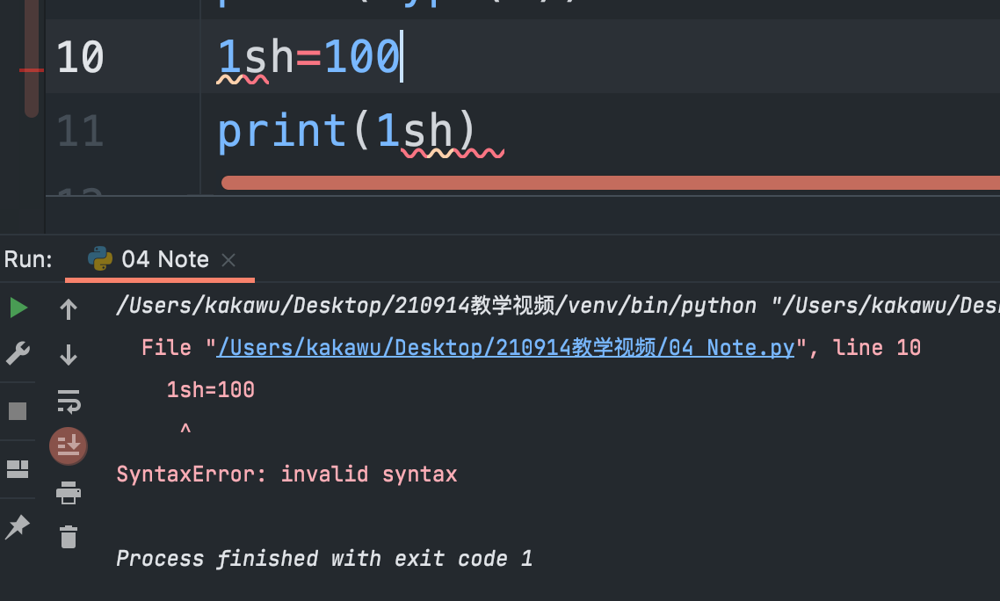 10 1sh=100
11 print(1sh)
Run: 04 Note
/Users/kakawu/Desktop/210914教学视频/venv/bin/python "/Users/kakawu/Des
File "/Users/kakawu/Desktop/210914教学视频/04 Note.py", line 10
1sh=100
^
SyntaxError: invalid syntax
Process finished with exit code 1